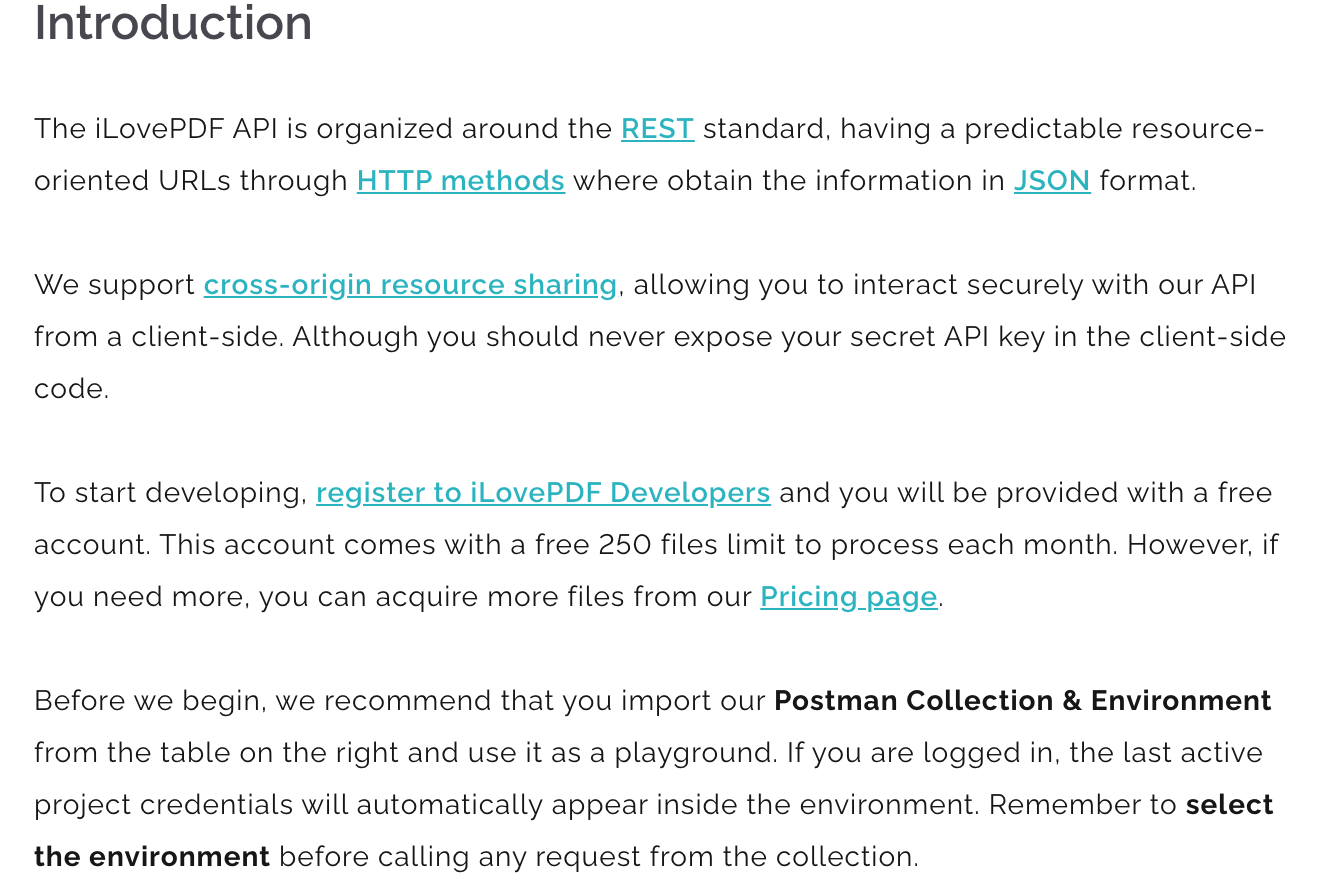 Introduction
The iLovePDF API is organized around the REST standard, having a predictable resource-
oriented URLs through HTTP methods where obtain the information in JSON format.
We support cross-origin resource sharing, allowing you to interact securely with our API
from a client-side. Although you should never expose your secret API key in the client-side
code.
To start developing, register to iLovePDF Developers and you will be provided with a free
account. This account comes with a free 250 files limit to process each month. However, if
you need more, you can acquire more files from our Pricing page.
Before we begin, we recommend that you import our Postman Collection & Environment
from the table on the right and use it as a playground. If you are logged in, the last active
project credentials will automatically appear inside the environment. Remember to select
the environment before calling any request from the collection.